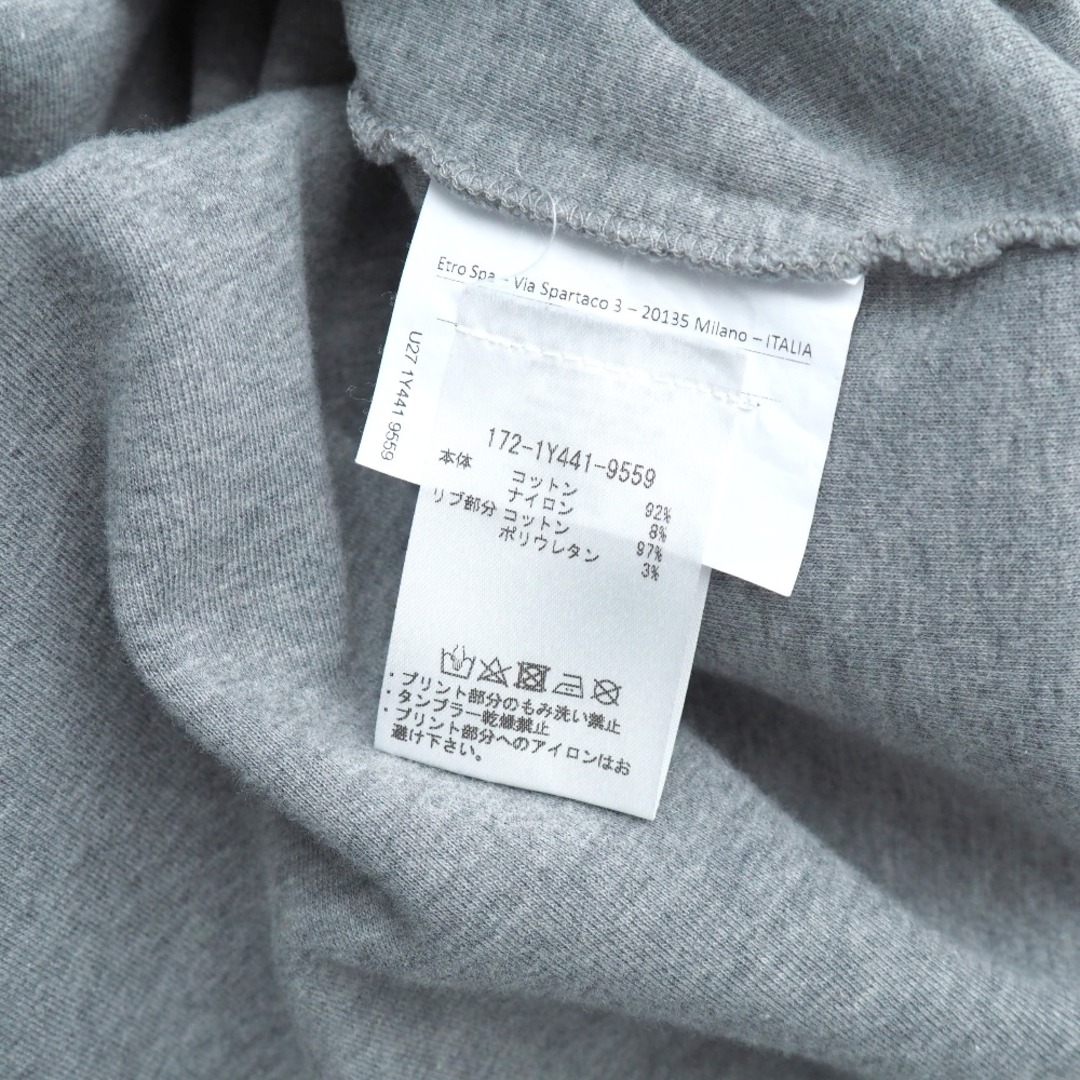 Etro Spa – Via Spartaco 3 – 20135 Milano – ITALIA
U27 1Y441 9559
172-1Y441-9559
本体 コットン 92%
ナイロン 8%
リブ部分 コットン 97%
ポリウレタン 3%
・プリント部分のもみ洗い禁止
・タンブラー乾燥禁止
・プリント部分へのアイロンはお
避け下さい。